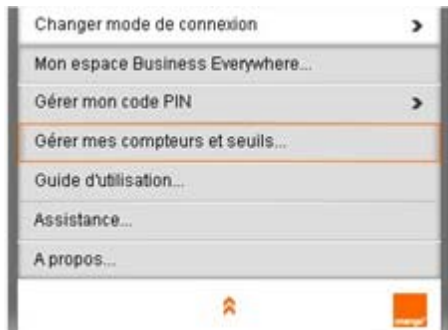 Changer mode de connexion
Mon espace Business Everywhere...
Gérer mon code PIN
Gérer mes compteurs et seuils...
Guide d'utilisation...
Assistance...
A propos...
orange